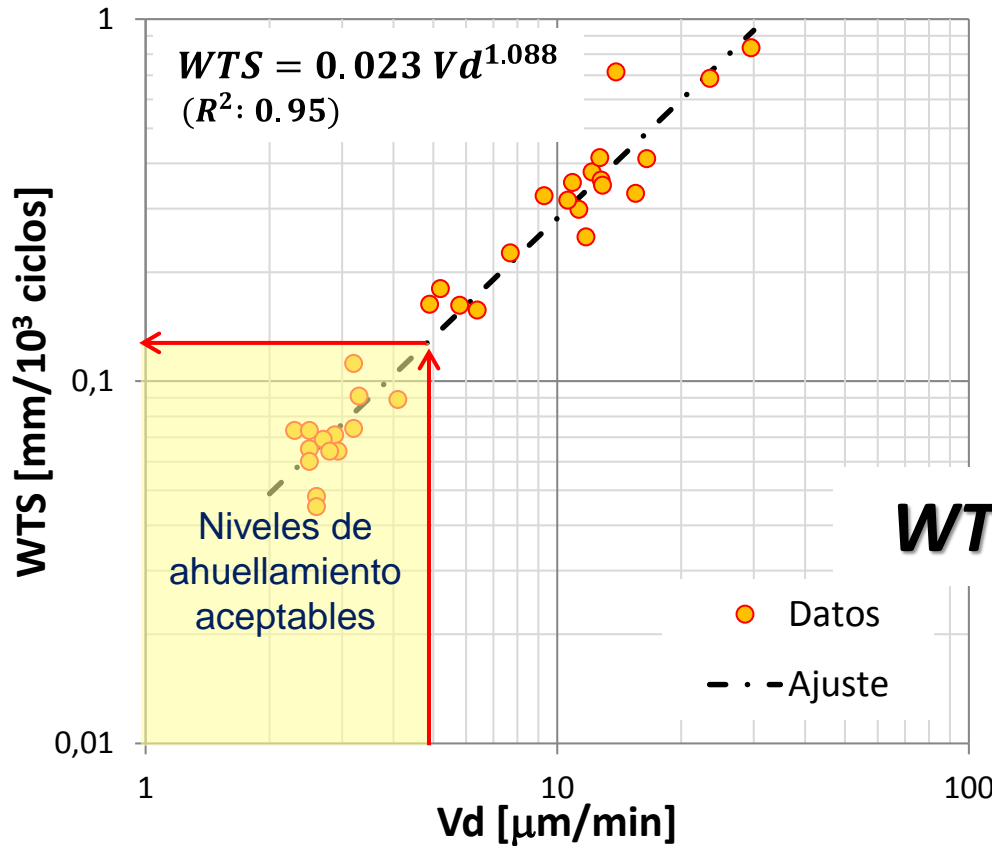 1
WTS = 0.023 Vd^1.088
(R²: 0.95)
WTS [mm/10³ ciclos]
0,1
Niveles de
ahuellamiento
aceptables
WT
Datos
Ajuste
0,01
1
10
100
Vd [μm/min]